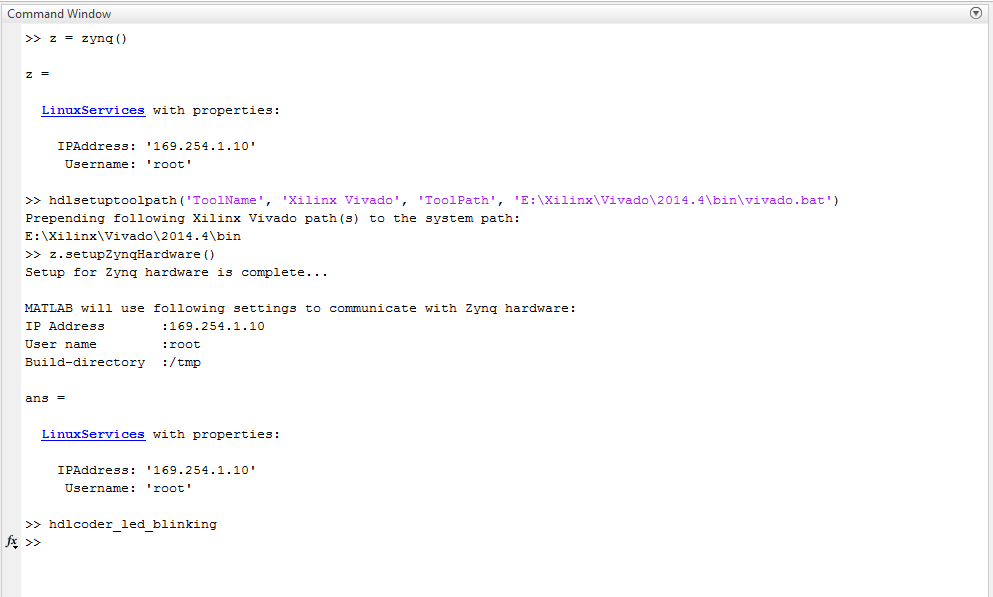 Command Window
>> z = zynq()
z =
LinuxServices with properties:
IPAddress: '169.254.1.10'
Username: 'root'
>> hdlsetuptoolpath('ToolName', 'Xilinx Vivado', 'ToolPath', 'E:\Xilinx\Vivado\2014.4\bin\vivado.bat')
Prepending following Xilinx Vivado path(s) to the system path:
E:\Xilinx\Vivado\2014.4\bin
>> z.setupZynqHardware()
Setup for Zynq hardware is complete...
MATLAB will use following settings to communicate with Zynq hardware:
IP Address       :169.254.1.10
User name        :root
Build-directory  :/tmp
ans =
LinuxServices with properties:
IPAddress: '169.254.1.10'
Username: 'root'
>> hdlcoder_led_blinking
fx >>